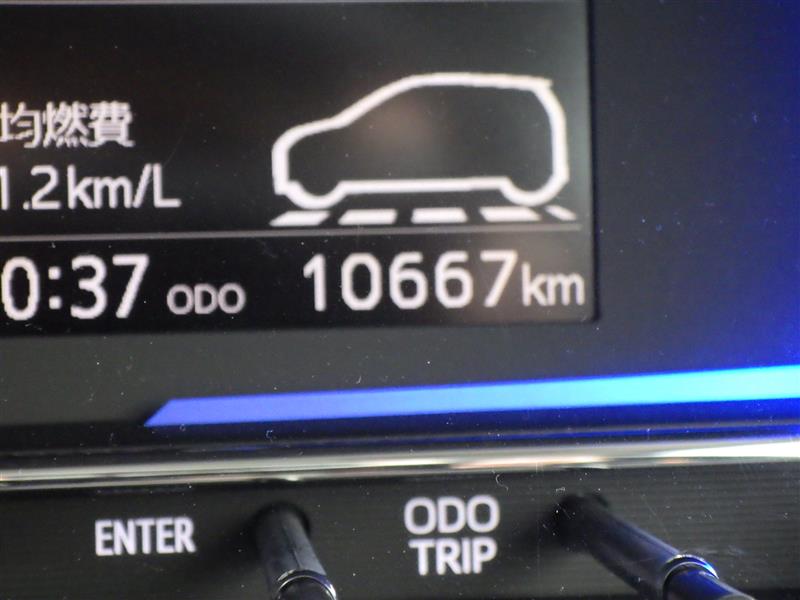 均燃費
1.2km/L
0:37 ODO 10667km
ENTER
ODO
TRIP